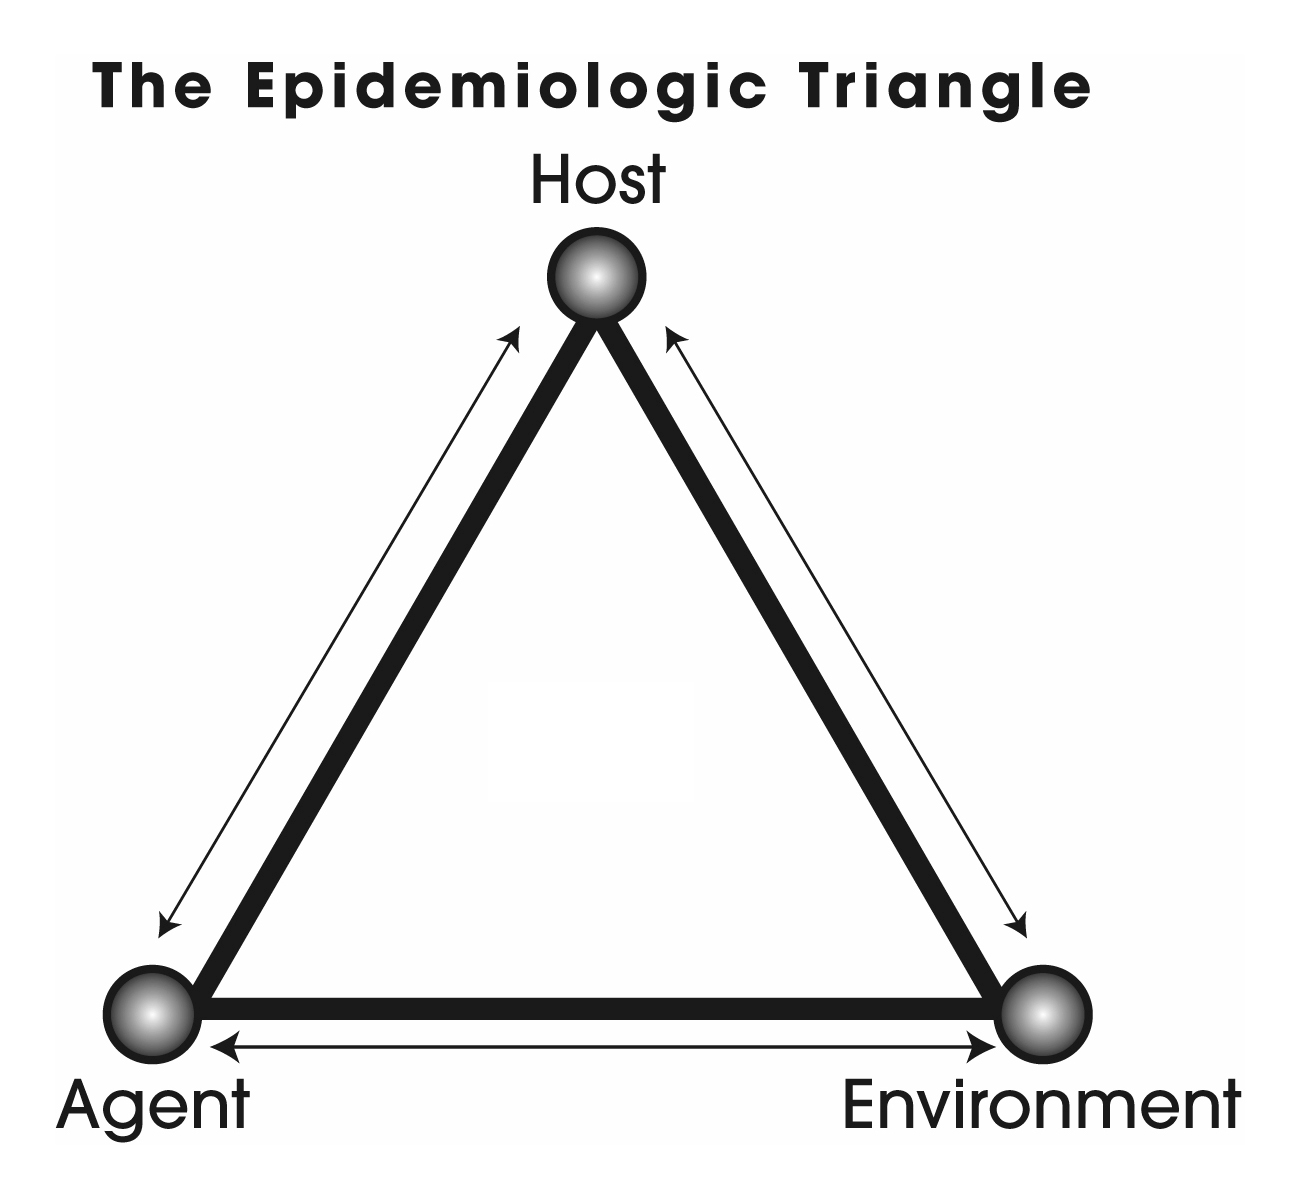 The Epidemiologic Triangle
Host
Agent
Environment